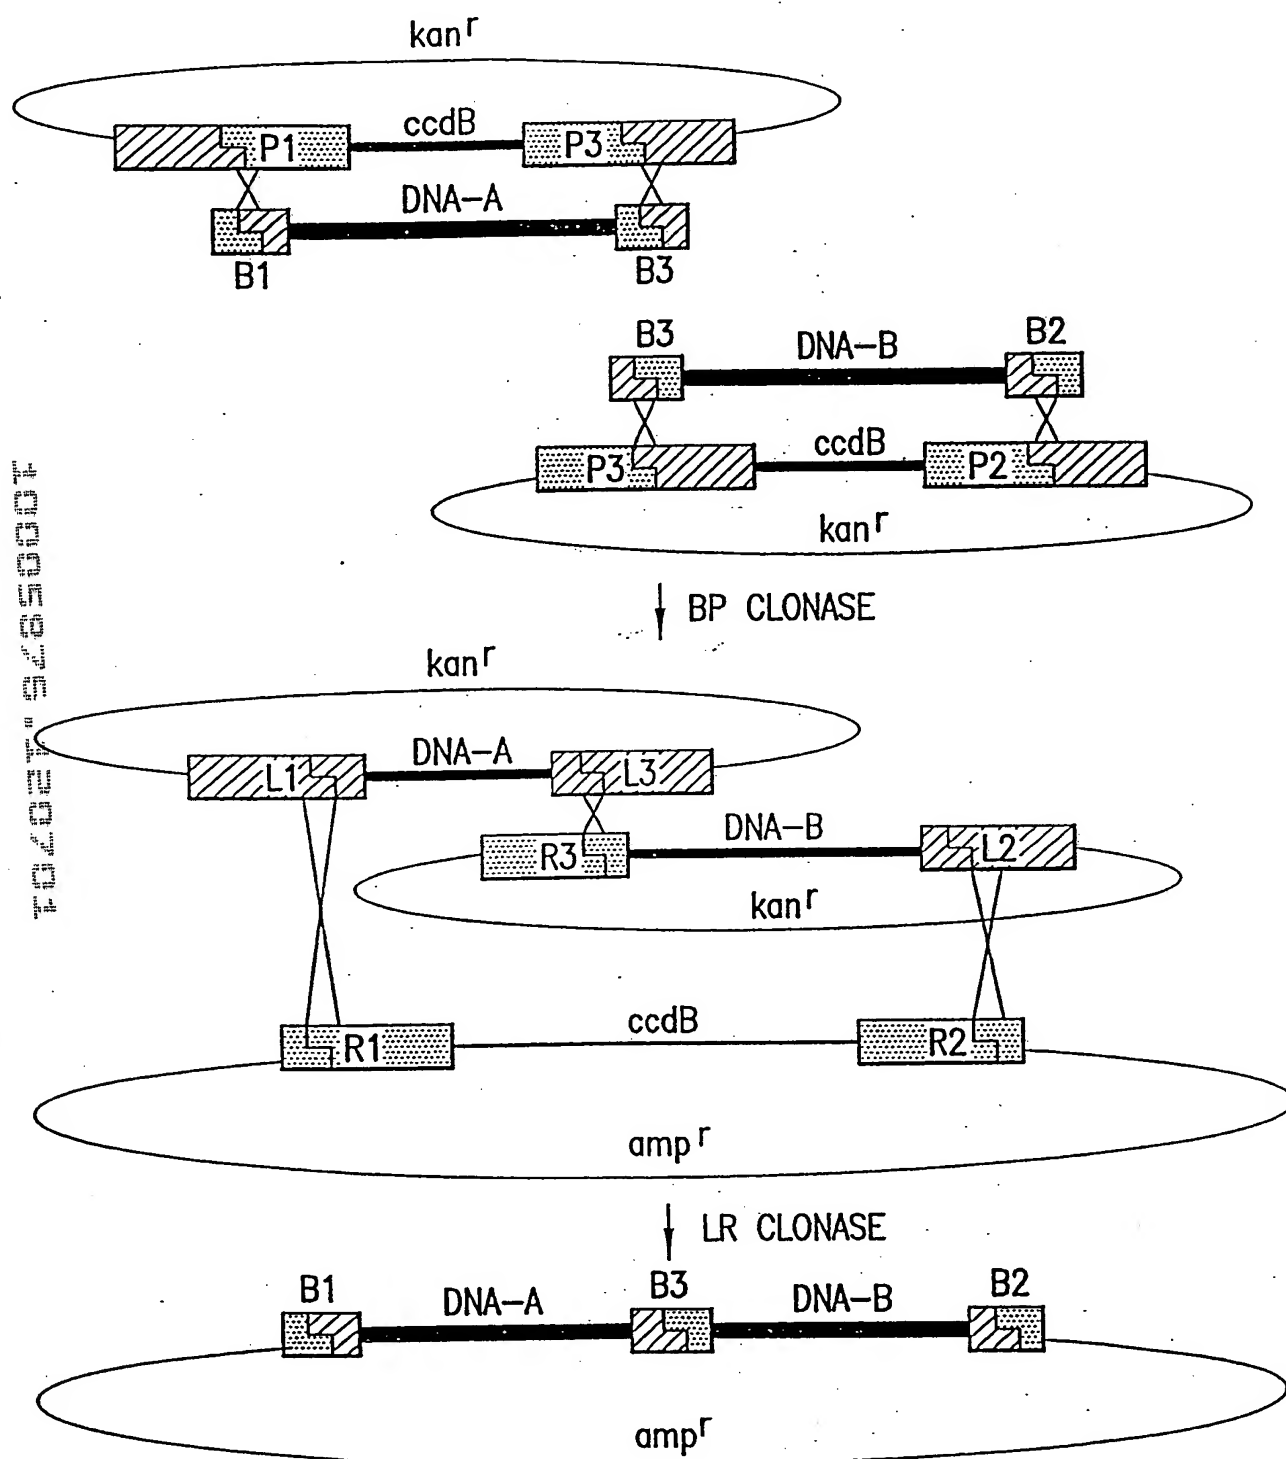 kanʳ
P1
ccdB
P3
DNA-A
B1
B3
B3
DNA-B
B2
P3
ccdB
P2
kanʳ
BP CLONASE
kanʳ
L1
DNA-A
L3
R3
DNA-B
L2
kanʳ
R1
ccdB
R2
ampʳ
LR CLONASE
B1
DNA-A
B3
DNA-B
B2
ampʳ